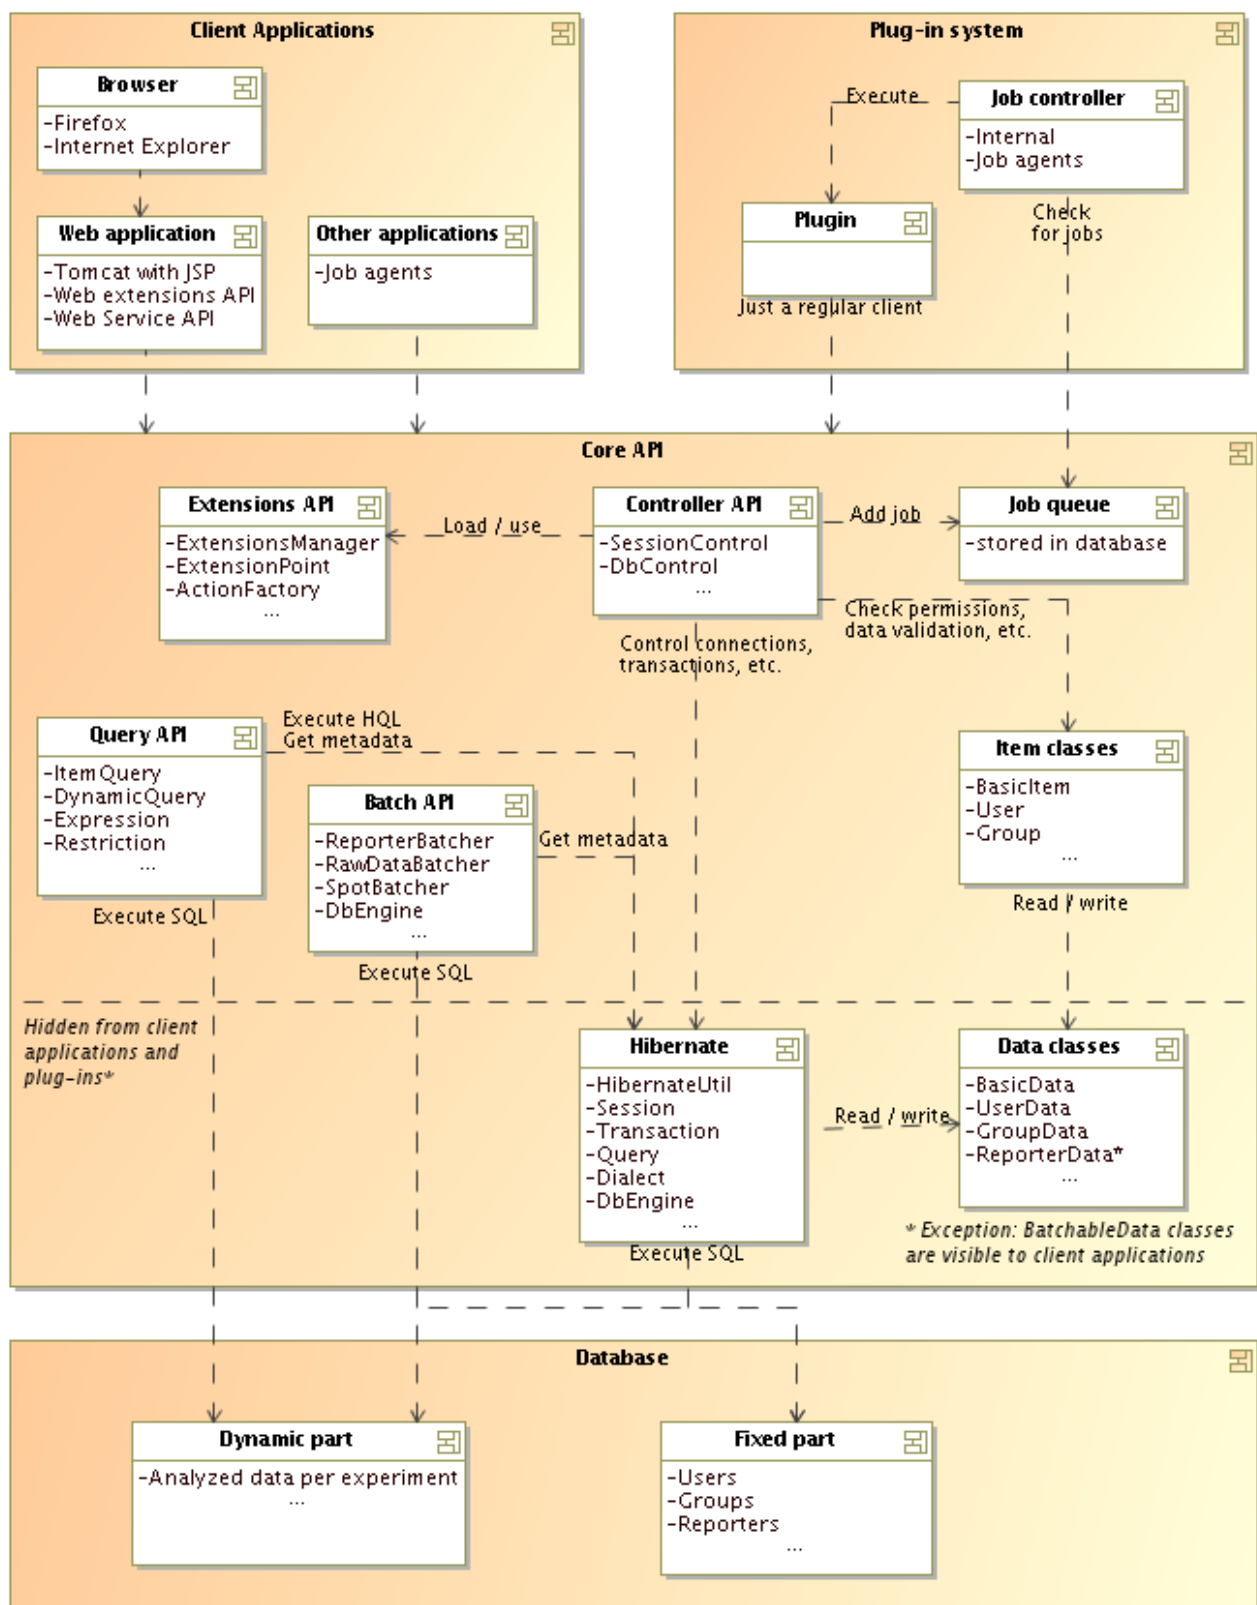 Client Applications
Browser
-Firefox
-Internet Explorer
Web application
-Tomcat with JSP
-Web extensions API
-Web Service API
Other applications
-Job agents
Plug-in system
Execute
Job controller
-Internal
-Job agents
Plugin
Just a regular client
Check
for jobs
Core API
Extensions API
-ExtensionsManager
-ExtensionPoint
-ActionFactory
...
Load / use
Controller API
-SessionControl
-DbControl
...
Add job
Job queue
-stored in database
Check permissions,
data validation, etc.
Control connections,
transactions, etc.
Query API
-ItemQuery
-DynamicQuery
-Expression
-Restriction
...
Execute HQL
Get metadata
Execute SQL
Batch API
-ReporterBatcher
-RawDataBatcher
-SpotBatcher
-DbEngine
...
Get metadata
Execute SQL
Item classes
-BasicItem
-User
-Group
...
Read / write
Hidden from client
applications and
plug-ins*
Hibernate
-HibernateUtil
-Session
-Transaction
-Query
-Dialect
-DbEngine
...
Execute SQL
Read / write
Data classes
-BasicData
-UserData
-GroupData
-ReporterData*
...
* Exception: BatchableData classes
are visible to client applications
Database
Dynamic part
-Analyzed data per experiment
...
Fixed part
-Users
-Groups
-Reporters
...